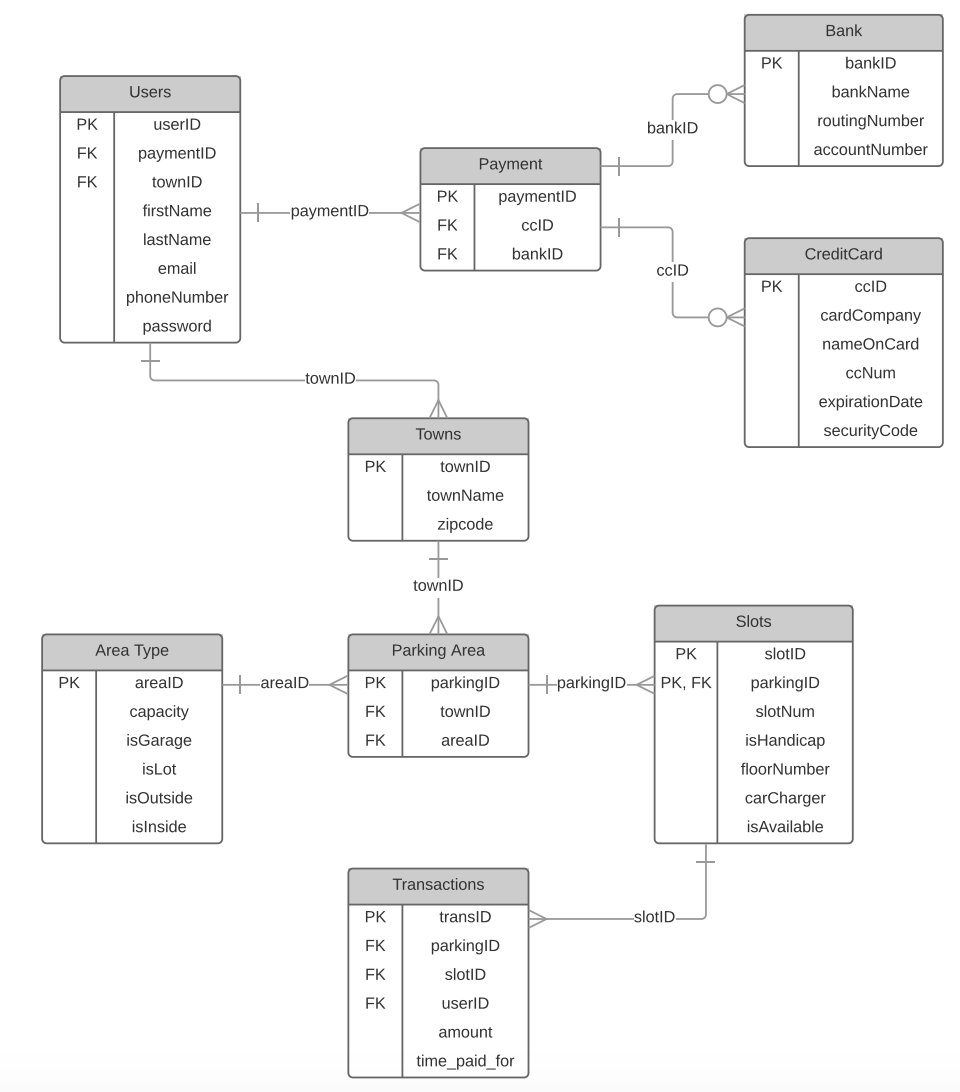 Bank
PK bankID
bankName
routingNumber
accountNumber
Users
PK userID
FK paymentID
FK townID
firstName
lastName
email
phoneNumber
password
paymentID
Payment
PK paymentID
FK ccID
FK bankID
bankID
ccID
CreditCard
PK ccID
cardCompany
nameOnCard
ccNum
expirationDate
securityCode
townID
Towns
PK townID
townName
zipcode
townID
Area Type
PK areaID
capacity
isGarage
isLot
isOutside
isInside
areaID
Parking Area
PK parkingID
FK townID
FK areaID
parkingID
Slots
PK slotID
PK, FK parkingID
slotNum
isHandicap
floorNumber
carCharger
isAvailable
slotID
Transactions
PK transID
FK parkingID
FK slotID
FK userID
amount
time_paid_for